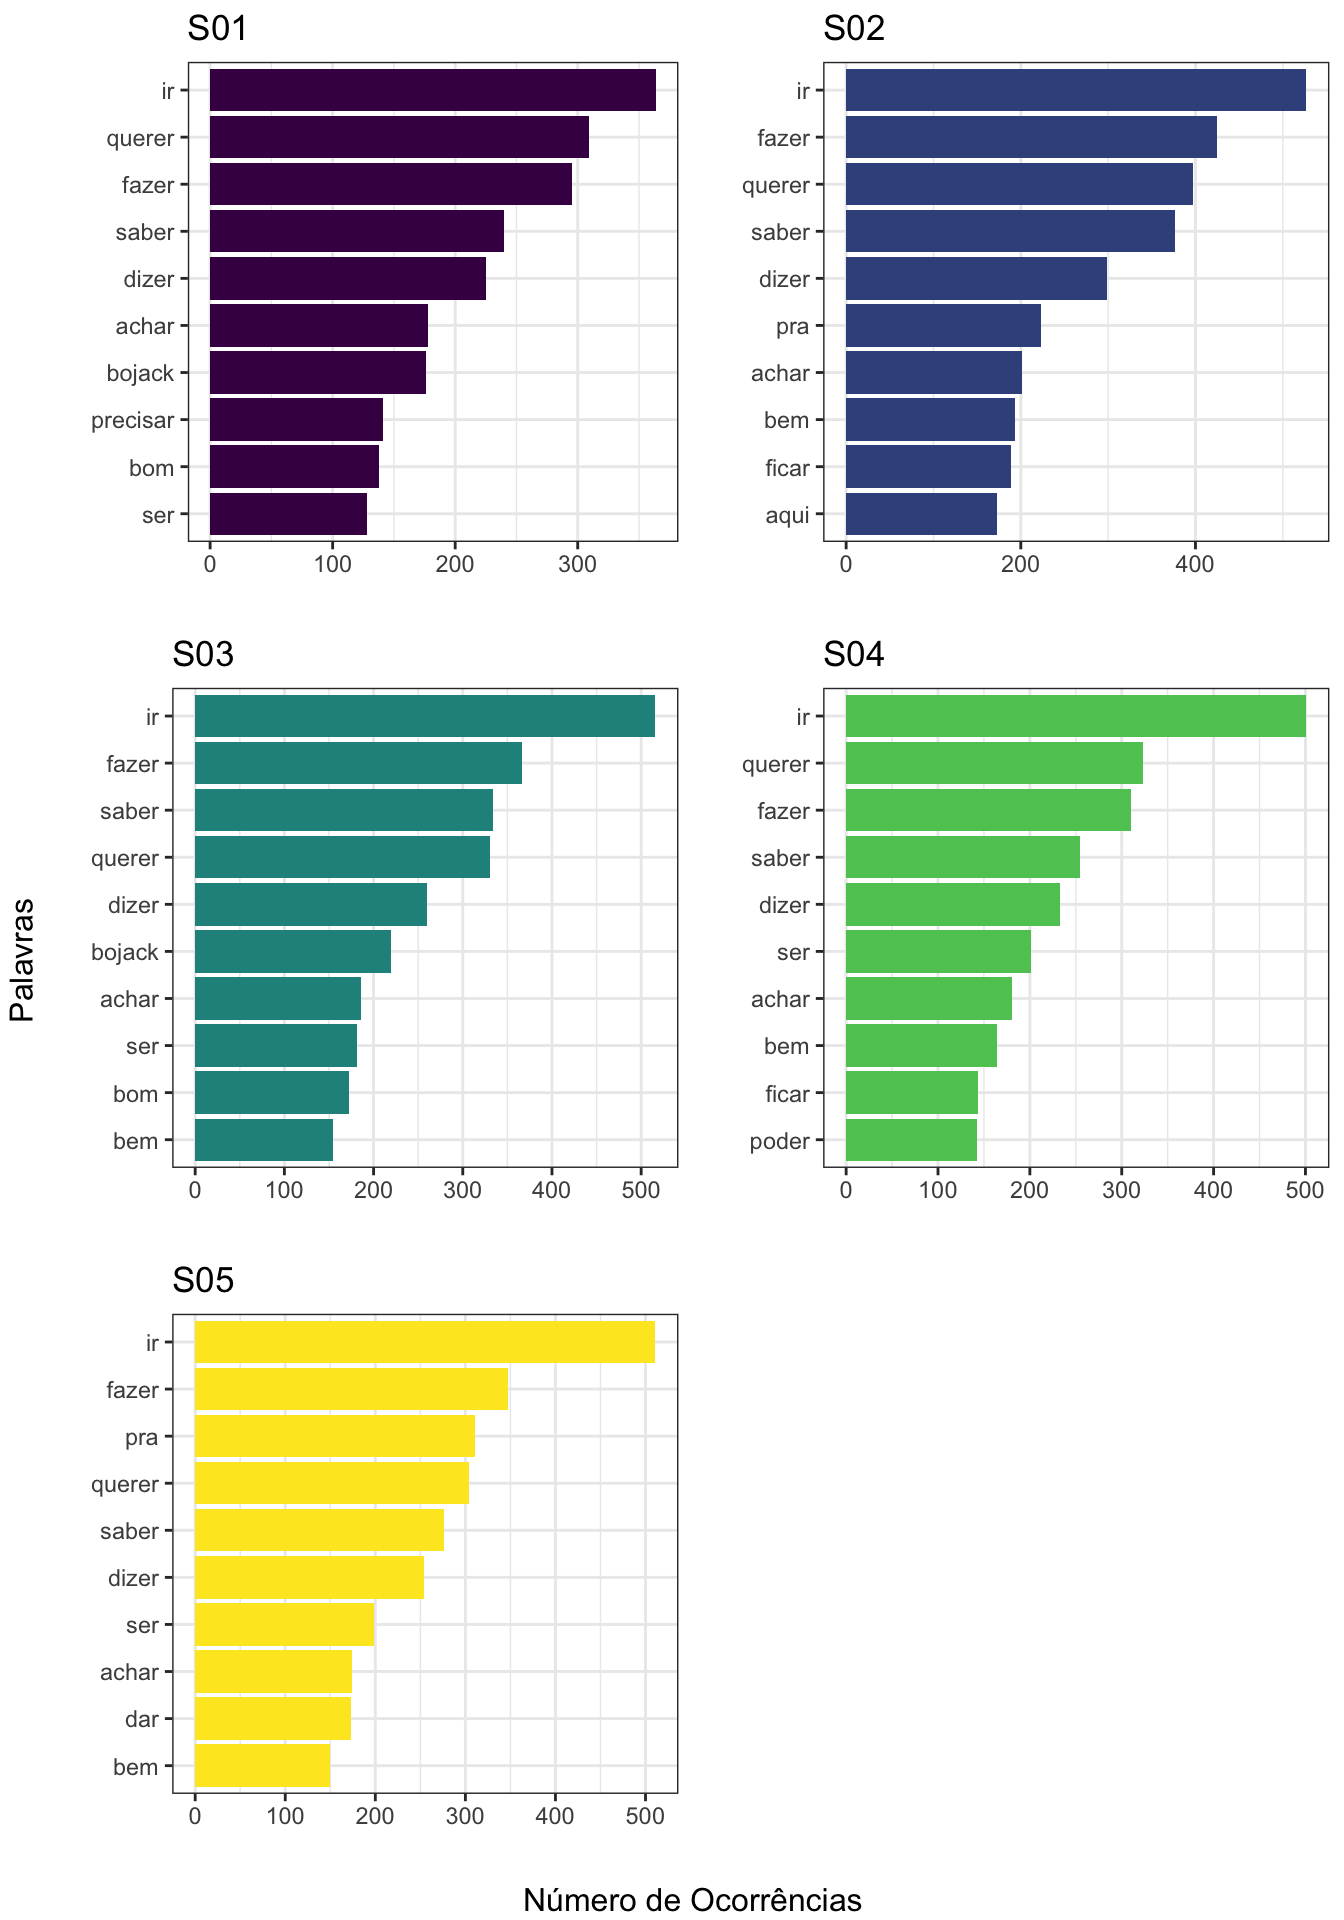 S01
ir
querer
fazer
saber
dizer
achar
bojack
precisar
bom
ser
0 100 200 300
S02
ir
fazer
querer
saber
dizer
pra
achar
bem
ficar
aqui
0 200 400
Palavras
S03
ir
fazer
saber
querer
dizer
bojack
achar
ser
bom
bem
0 100 200 300 400 500
S04
ir
querer
fazer
saber
dizer
ser
achar
bem
ficar
poder
0 100 200 300 400 500
S05
ir
fazer
pra
querer
saber
dizer
ser
achar
dar
bem
0 100 200 300 400 500
Número de Ocorrências